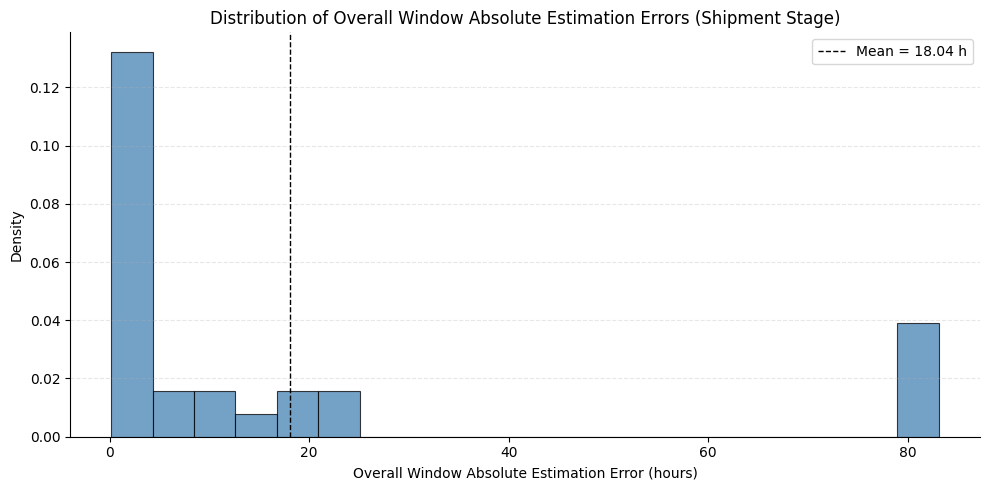 Distribution of Overall Window Absolute Estimation Errors (Shipment Stage)
Mean = 18.04 h
Density
0.12
0.10
0.08
0.06
0.04
0.02
0.00
0 20 40 60 80
Overall Window Absolute Estimation Error (hours)